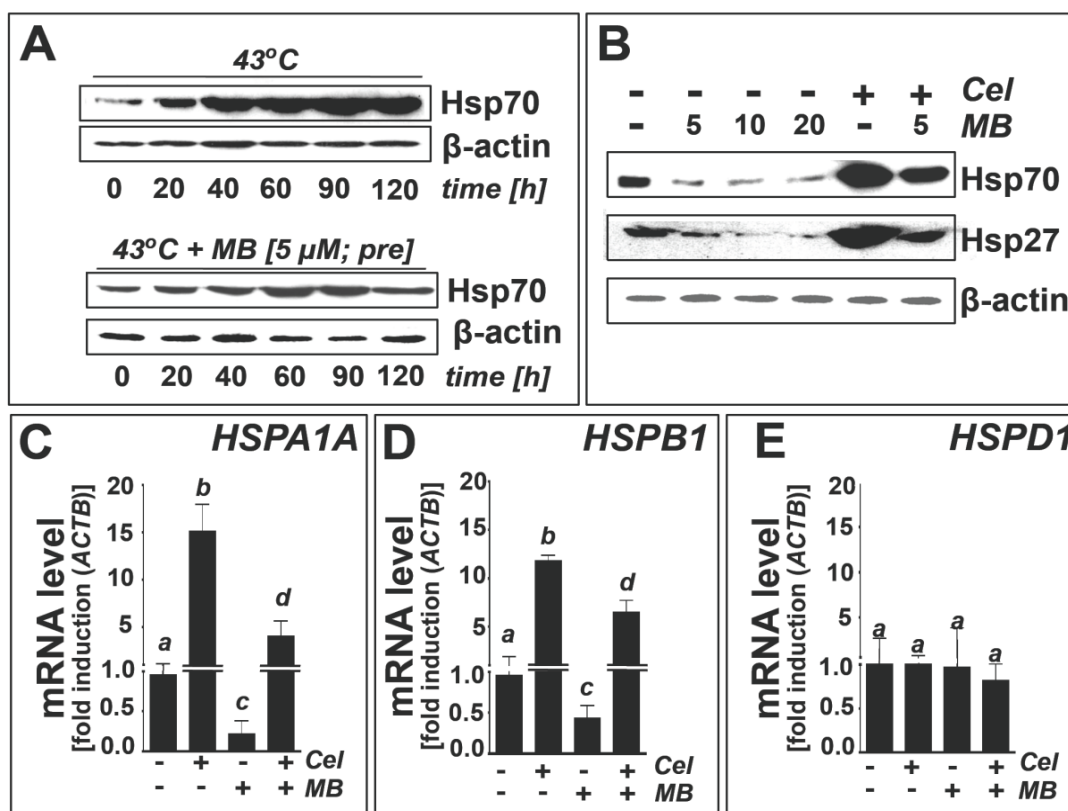 A
43°C
Hsp70
β-actin
0 20 40 60 90 120 time [h]
43°C + MB [5 µM; pre]
Hsp70
β-actin
0 20 40 60 90 120 time [h]
B
- - - - + + Cel
- 5 10 20 - 5 MB
Hsp70
Hsp27
β-actin
C HSPA1A
mRNA level
[fold induction (ACTB)]
20
15
10
5
1.0
0.5
0.0
a b c d
- + - + Cel
- - + + MB
D HSPB1
mRNA level
[fold induction (ACTB)]
20
15
10
5
1.0
0.5
0.0
a b c d
- + - + Cel
- - + + MB
E HSPD1
mRNA level
[fold induction (ACTB)]
20
15
10
5
1.0
0.5
0.0
a a a a
- + - + Cel
- - + + MB